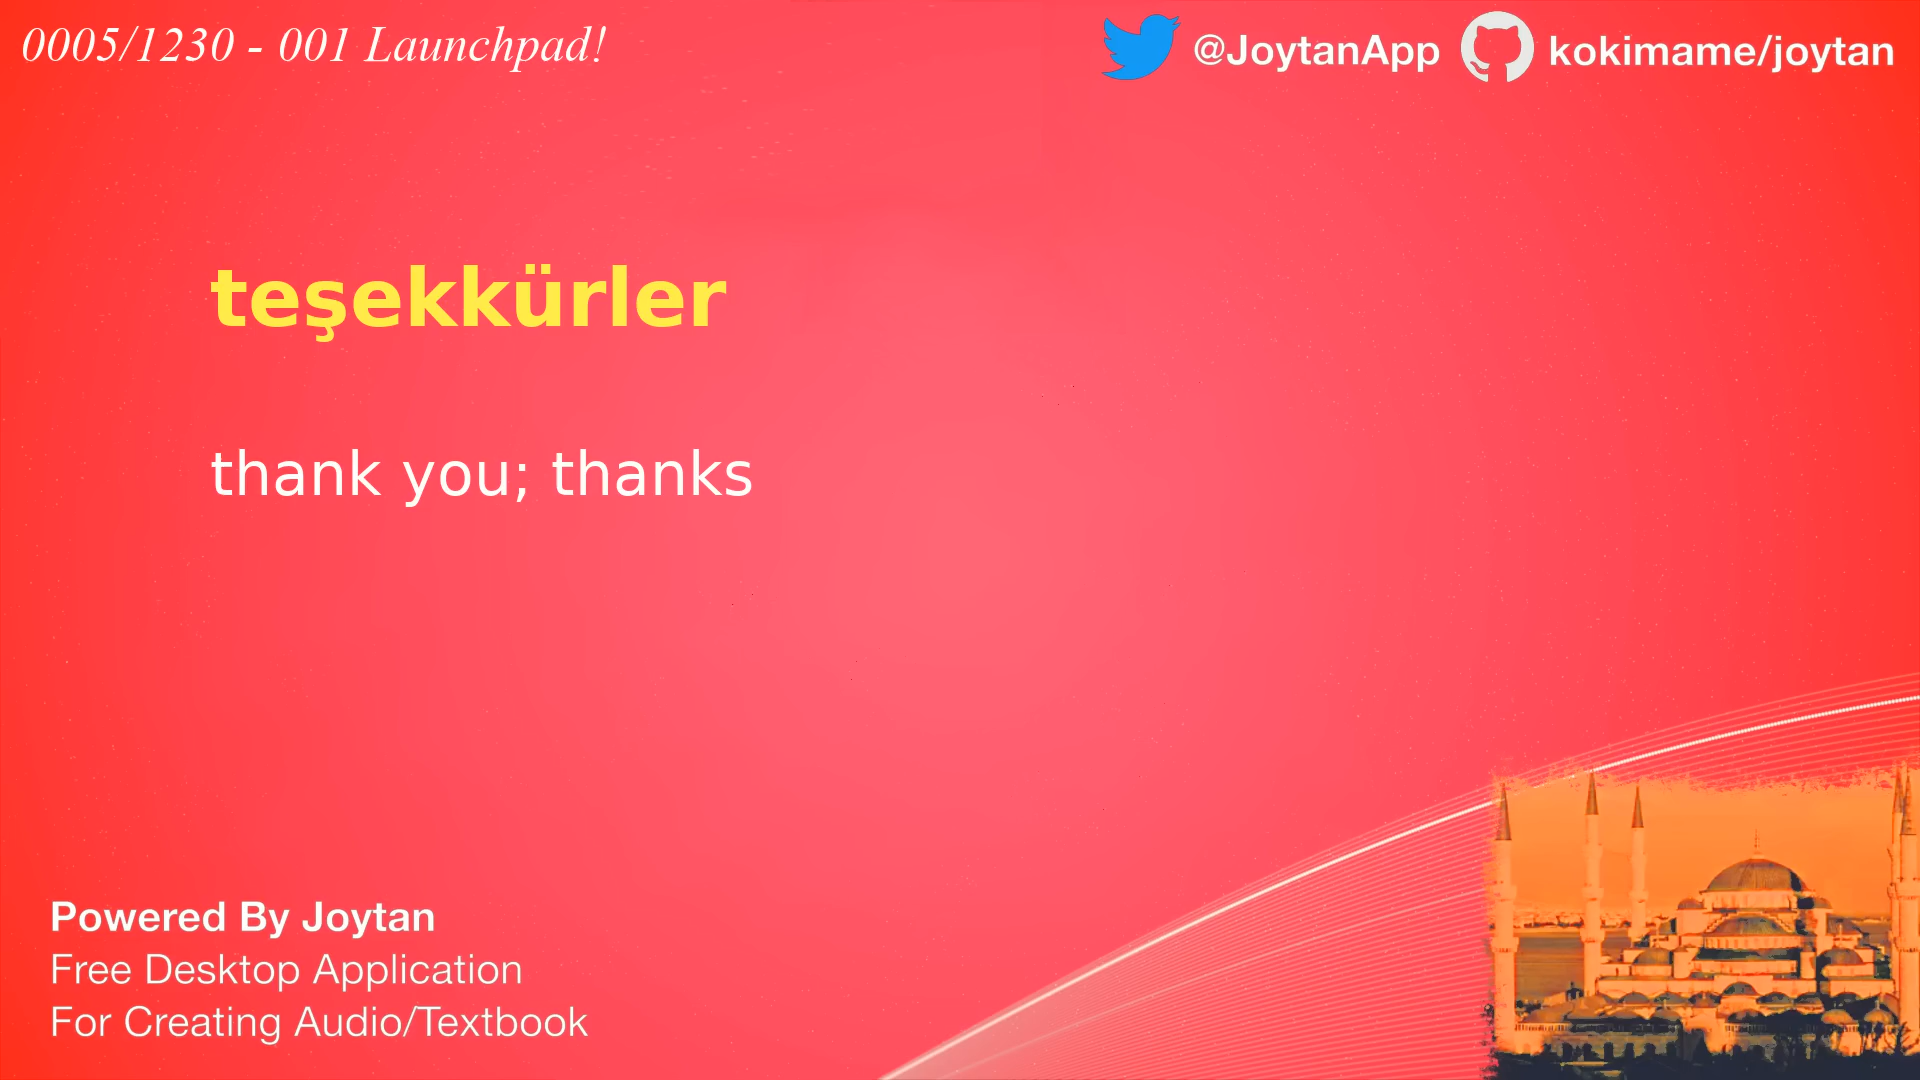 0005/1230 - 001 Launchpad!
@JoytanApp
kokimame/joytan
teşekkürler
thank you; thanks
Powered By Joytan
Free Desktop Application
For Creating Audio/Textbook